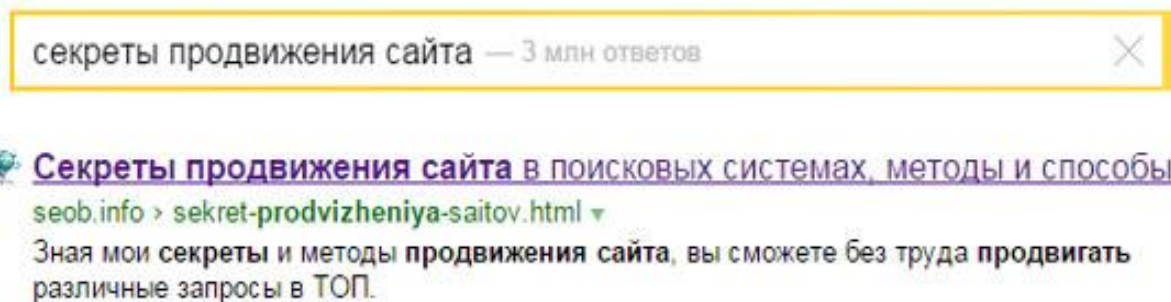 секреты продвижения сайта — 3 млн ответов
Секреты продвижения сайта в поисковых системах, методы и способы
seob.info › sekret-prodvizheniya-saitov.html
Зная мои секреты и методы продвижения сайта, вы сможете без труда продвигать
различные запросы в ТОП.